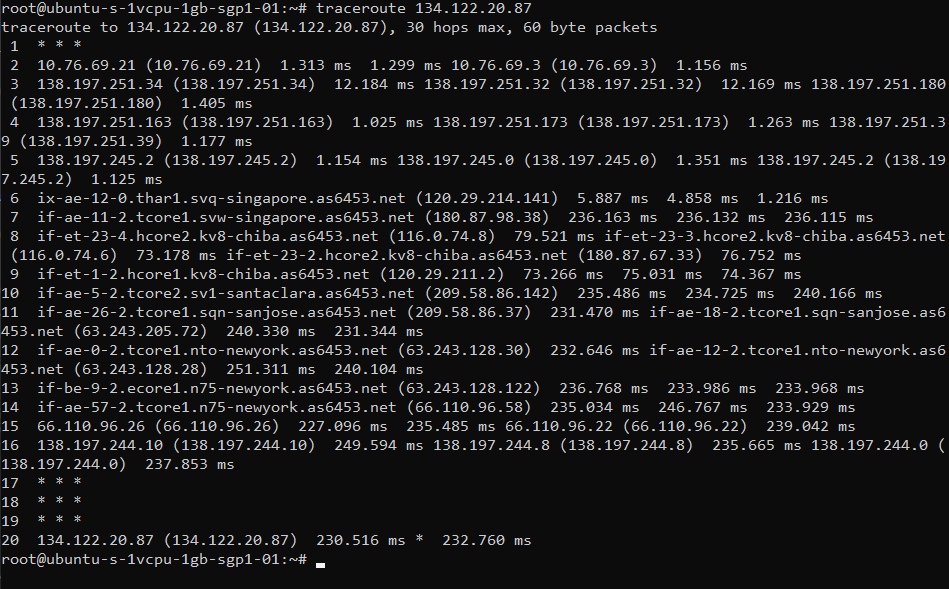 root@ubuntu-s-1vcpu-1gb-sgp1-01:~# traceroute 134.122.20.87
traceroute to 134.122.20.87 (134.122.20.87), 30 hops max, 60 byte packets
 1  * * *
 2  10.76.69.21 (10.76.69.21)  1.313 ms  1.299 ms 10.76.69.3 (10.76.69.3)  1.156 ms
 3  138.197.251.34 (138.197.251.34)  12.184 ms 138.197.251.32 (138.197.251.32)  12.169 ms 138.197.251.180
 (138.197.251.180)  1.405 ms
 4  138.197.251.163 (138.197.251.163)  1.025 ms 138.197.251.173 (138.197.251.173)  1.263 ms 138.197.251.3
9 (138.197.251.39)  1.177 ms
 5  138.197.245.2 (138.197.245.2)  1.154 ms 138.197.245.0 (138.197.245.0)  1.351 ms 138.197.245.2 (138.19
7.245.2)  1.125 ms
 6  ix-ae-12-0.thar1.svq-singapore.as6453.net (120.29.214.141)  5.887 ms  4.858 ms  1.216 ms
 7  if-ae-11-2.tcore1.svw-singapore.as6453.net (180.87.98.38)  236.163 ms  236.132 ms  236.115 ms
 8  if-et-23-4.hcore2.kv8-chiba.as6453.net (116.0.74.8)  79.521 ms if-et-23-3.hcore2.kv8-chiba.as6453.net
 (116.0.74.6)  73.178 ms if-et-23-2.hcore2.kv8-chiba.as6453.net (180.87.67.33)  76.752 ms
 9  if-et-1-2.hcore1.kv8-chiba.as6453.net (120.29.211.2)  73.266 ms  75.031 ms  74.367 ms
10  if-ae-5-2.tcore2.sv1-santaclara.as6453.net (209.58.86.142)  235.486 ms  234.725 ms  240.166 ms
11  if-ae-26-2.tcore1.sqn-sanjose.as6453.net (209.58.86.37)  231.470 ms if-ae-18-2.tcore1.sqn-sanjose.as6
453.net (63.243.205.72)  240.330 ms  231.344 ms
12  if-ae-0-2.tcore1.nto-newyork.as6453.net (63.243.128.30)  232.646 ms if-ae-12-2.tcore1.nto-newyork.as6
453.net (63.243.128.28)  251.311 ms  240.104 ms
13  if-be-9-2.ecore1.n75-newyork.as6453.net (63.243.128.122)  236.768 ms  233.986 ms  233.968 ms
14  if-ae-57-2.tcore1.n75-newyork.as6453.net (66.110.96.58)  235.034 ms  246.767 ms  233.929 ms
15  66.110.96.26 (66.110.96.26)  227.096 ms  235.485 ms 66.110.96.22 (66.110.96.22)  239.042 ms
16  138.197.244.10 (138.197.244.10)  249.594 ms 138.197.244.8 (138.197.244.8)  235.665 ms 138.197.244.0 (
138.197.244.0)  237.853 ms
17  * * *
18  * * *
19  * * *
20  134.122.20.87 (134.122.20.87)  230.516 ms *  232.760 ms
root@ubuntu-s-1vcpu-1gb-sgp1-01:~#